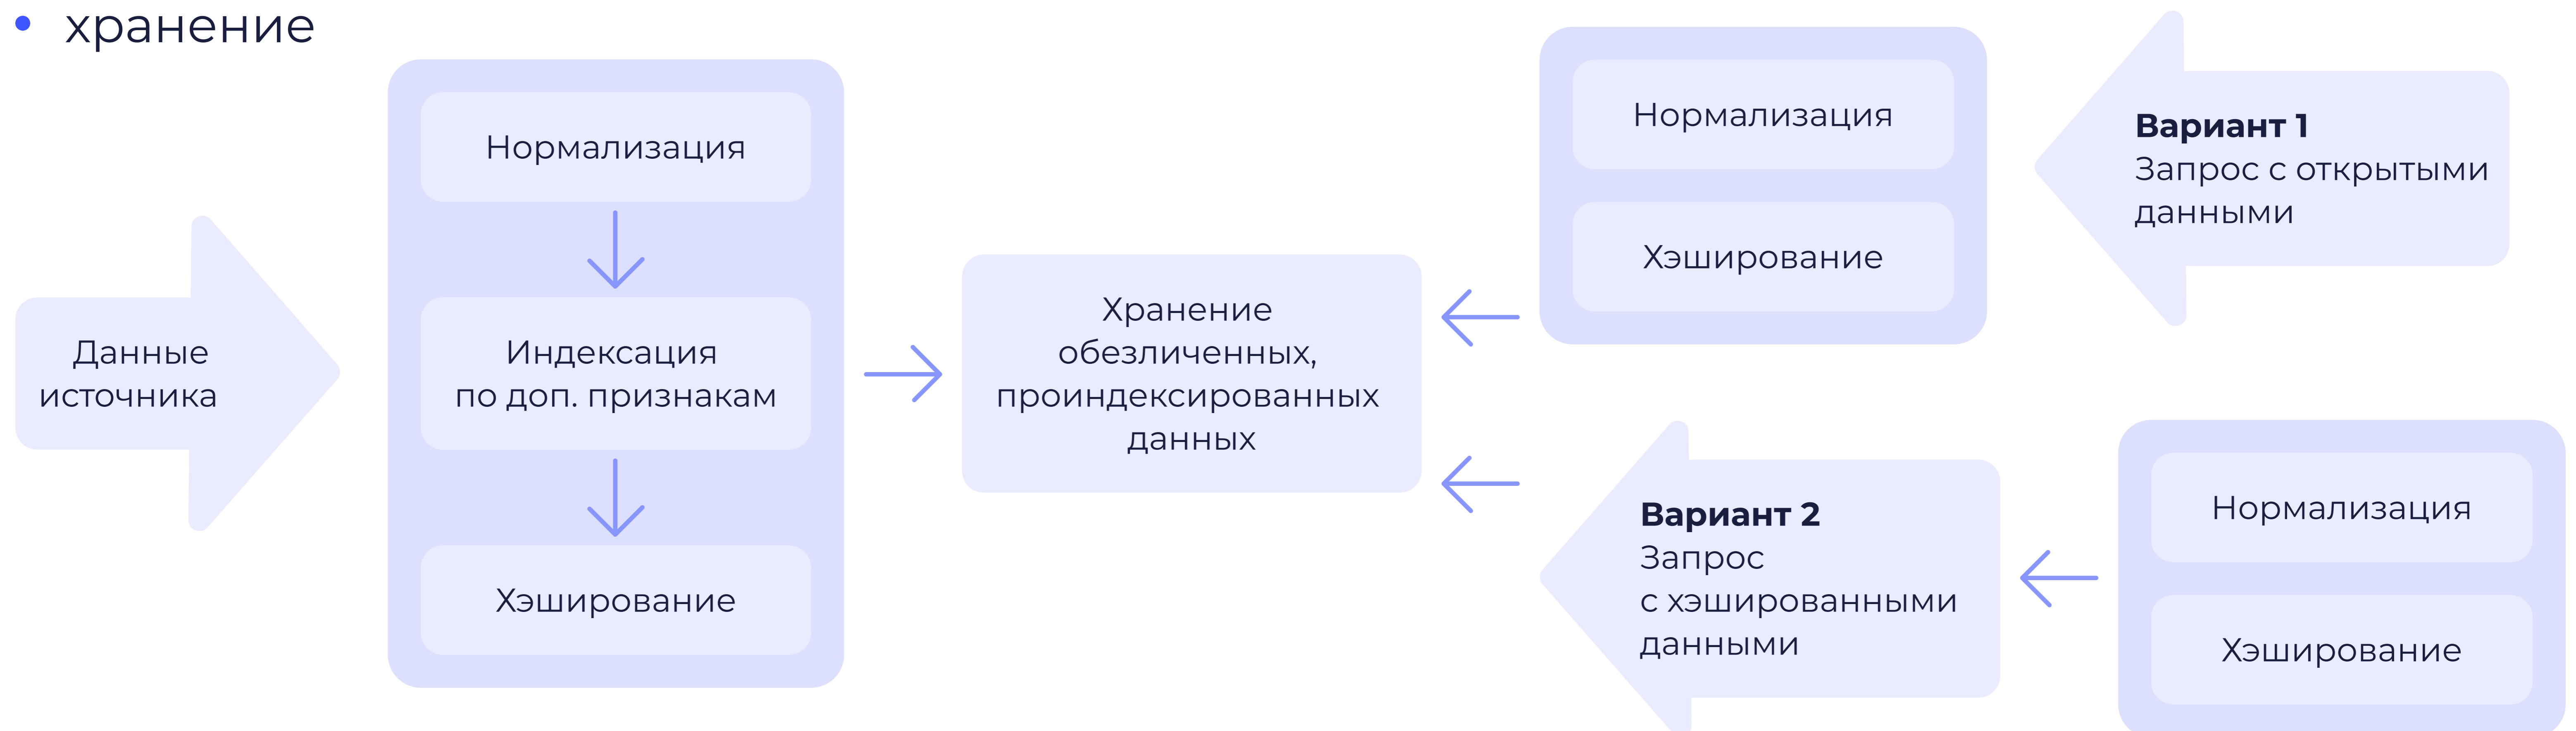 хранение
Данные
источника
Нормализация
Индексация
по доп. признакам
Хэширование
Хранение
обезличенных,
проиндексированных
данных
Нормализация
Хэширование
Вариант 1
Запрос с открытыми
данными
Вариант 2
Запрос
с хэшированными
данными
Нормализация
Хэширование